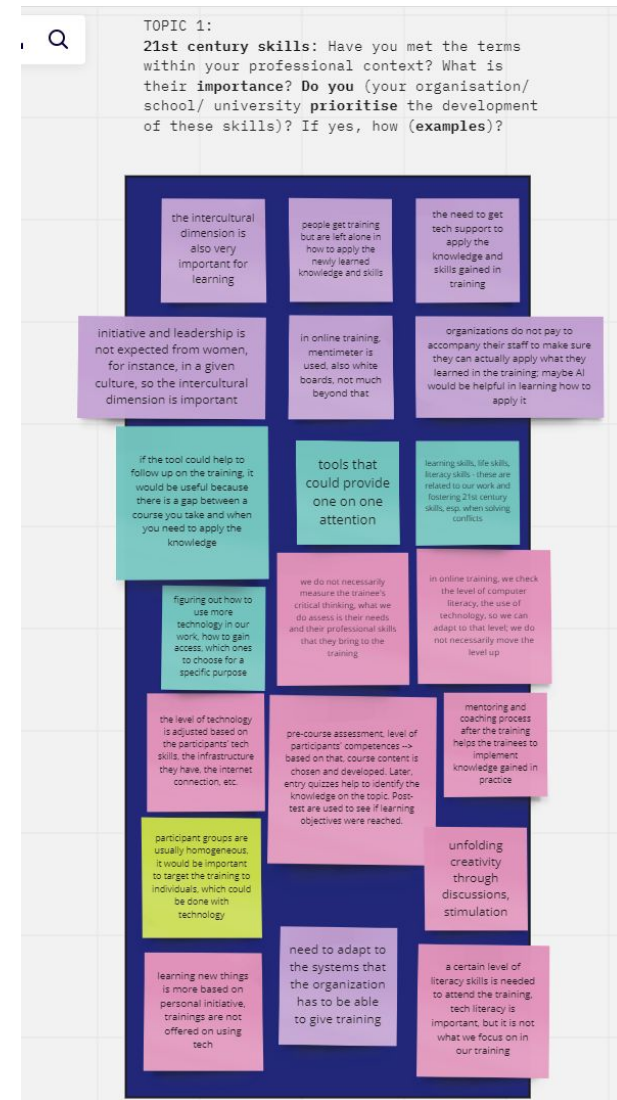 TOPIC 1:
21st century skills: Have you met the terms
within your professional context? What is
their importance? Do you (your organisation/
school/ university prioritise the development
of these skills)? If yes, how (examples)?
the intercultural
dimension is
also very
important for
learning
people get training
but are left alone in
how to apply the
newly learned
knowledge and skills
the need to get
tech support to
apply the
knowledge and
skills gained in
training
initiative and leadership is
not expected from women,
for instance, in a given
culture, so the intercultural
dimension is important
in online training,
mentimeter is
used, also white
boards, not much
beyond that
organizations do not pay to
accompany their staff to make sure
they can actually apply what they
learned in the training; maybe AI
would be helpful in learning how to
apply it
if the tool could help to
follow up on the training, it
would be useful because
there is a gap between a
course you take and when
you need to apply the
knowledge
tools that
could provide
one on one
attention
learning skills, life skills,
literacy skills - these are
related to our work and
fostering 21st century
skills, esp. when solving
conflicts
figuring out how to
use more
technology in our
work, how to gain
access, which ones
to choose for a
specific purpose
we do not necessarily
measure the trainee's
critical thinking, what we
do assess is their needs
and their professional skills
that they bring to the
training
in online training, we check
the level of computer
literacy, the use of
technology, so we can
adapt to that level; we do
not necessarily move the
level up
the level of technology
is adjusted based on
the participants' tech
skills, the infrastructure
they have, the internet
connection, etc.
pre-course assessment, level of
participants' competences -->
based on that, course content is
chosen and developed. Later,
entry quizzes help to identify the
knowledge on the topic. Post-
test are used to see if learning
objectives were reached.
mentoring and
coaching process
after the training
helps the trainees to
implement
knowledge gained in
practice
participant groups are
usually homogeneous,
it would be important
to target the training to
individuals, which could
be done with
technology
unfolding
creativity
through
discussions,
stimulation
learning new things
is more based on
personal initiative,
trainings are not
offered on using
tech
need to adapt to
the systems that
the organization
has to be able
to give training
a certain level of
literacy skills is needed
to attend the training,
tech literacy is
important, but it is not
what we focus on in
our training